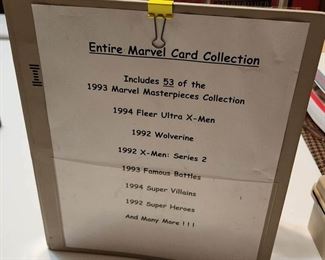 Entire Marvel Card Collection
Includes 53 of the
1993 Marvel Masterpieces Collection
1994 Fleer Ultra X-Men
1992 Wolverine
1992 X-Men: Series 2
1993 Famous Battles
1994 Super Villains
1992 Super Heroes
And Many More ! ! !